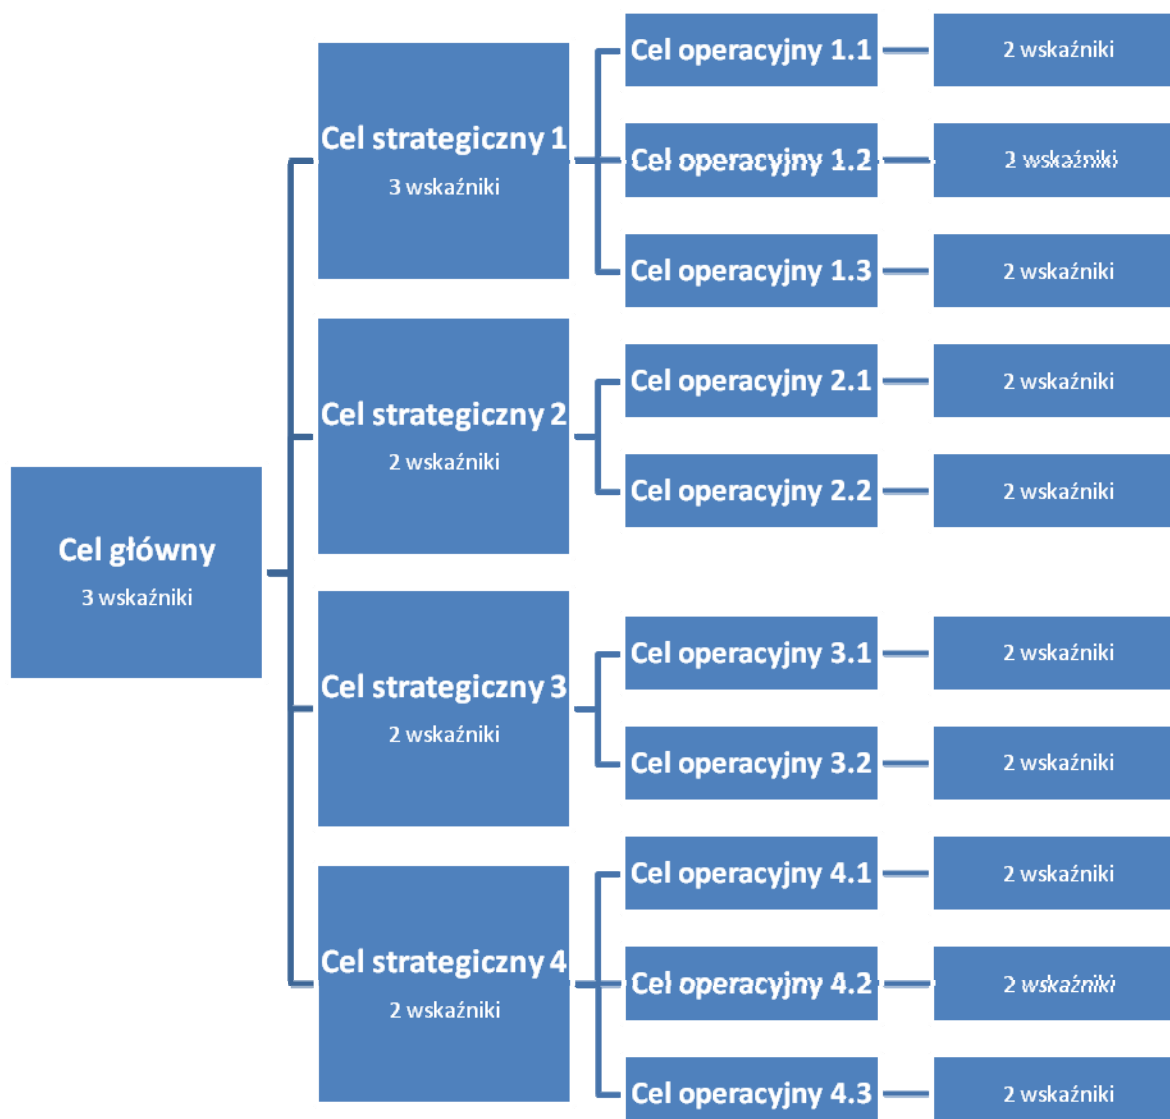 Cel główny
3 wskaźniki
Cel strategiczny 1
3 wskaźniki
Cel operacyjny 1.1
2 wskaźniki
Cel operacyjny 1.2
2 wskaźniki
Cel operacyjny 1.3
2 wskaźniki
Cel strategiczny 2
2 wskaźniki
Cel operacyjny 2.1
2 wskaźniki
Cel operacyjny 2.2
2 wskaźniki
Cel strategiczny 3
2 wskaźniki
Cel operacyjny 3.1
2 wskaźniki
Cel operacyjny 3.2
2 wskaźniki
Cel strategiczny 4
2 wskaźniki
Cel operacyjny 4.1
2 wskaźniki
Cel operacyjny 4.2
2 wskaźniki
Cel operacyjny 4.3
2 wskaźniki